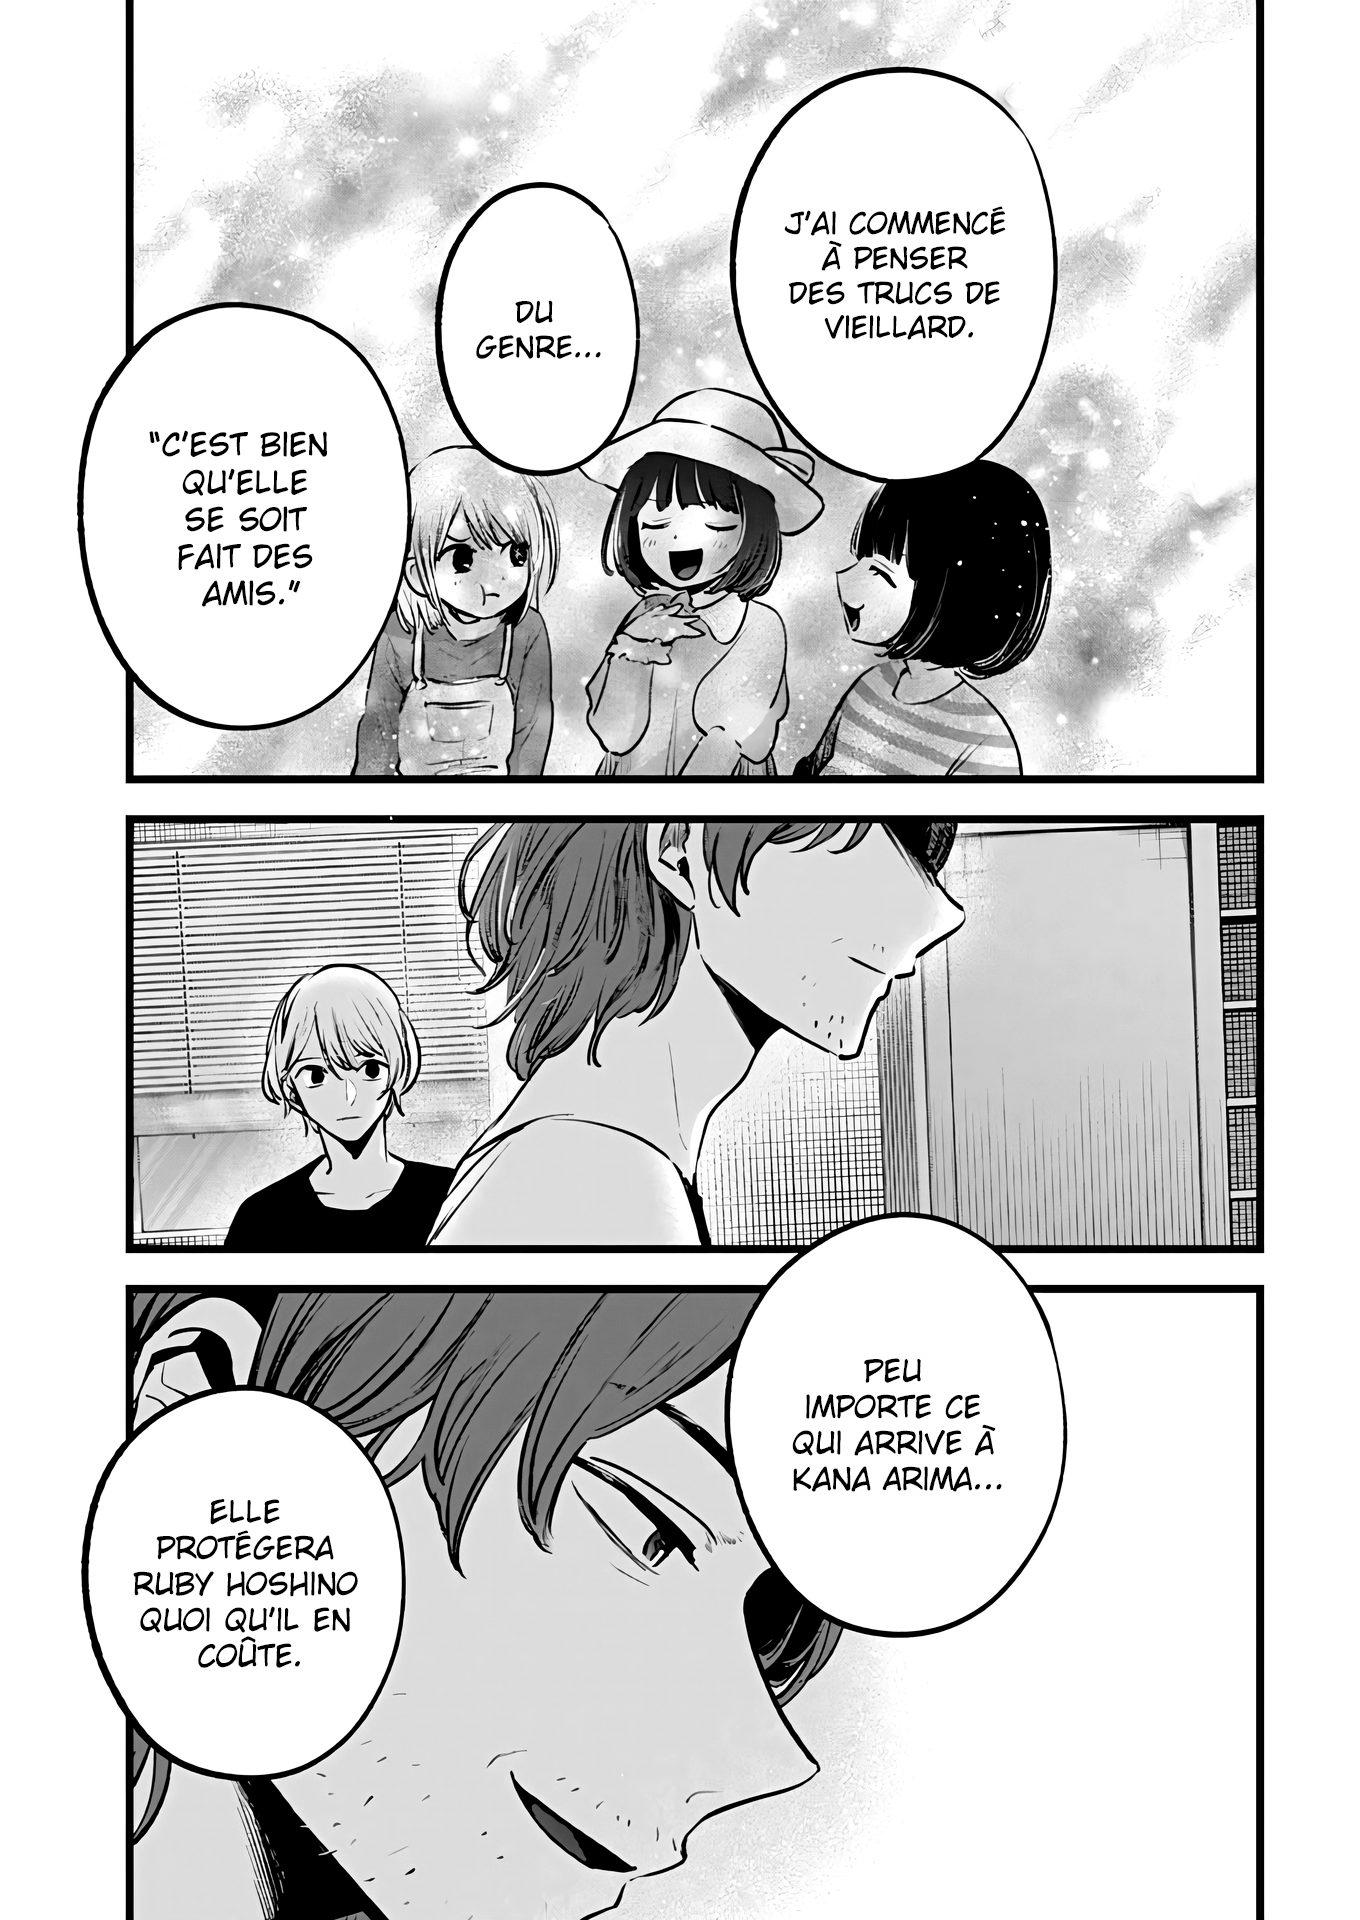 J'AI COMMENCÉ
À PENSER
DES TRUCS DE
VIEILLARD.
DU
GENRE...
"C'EST BIEN
QU'ELLE
SE SOIT
FAIT DES
AMIS."
PEU
IMPORTE CE
QUI ARRIVE À
KANA ARIMA...
ELLE
PROTÉGERA
RUBY HOSHINO
QUOI QU'IL EN
COÛTE.